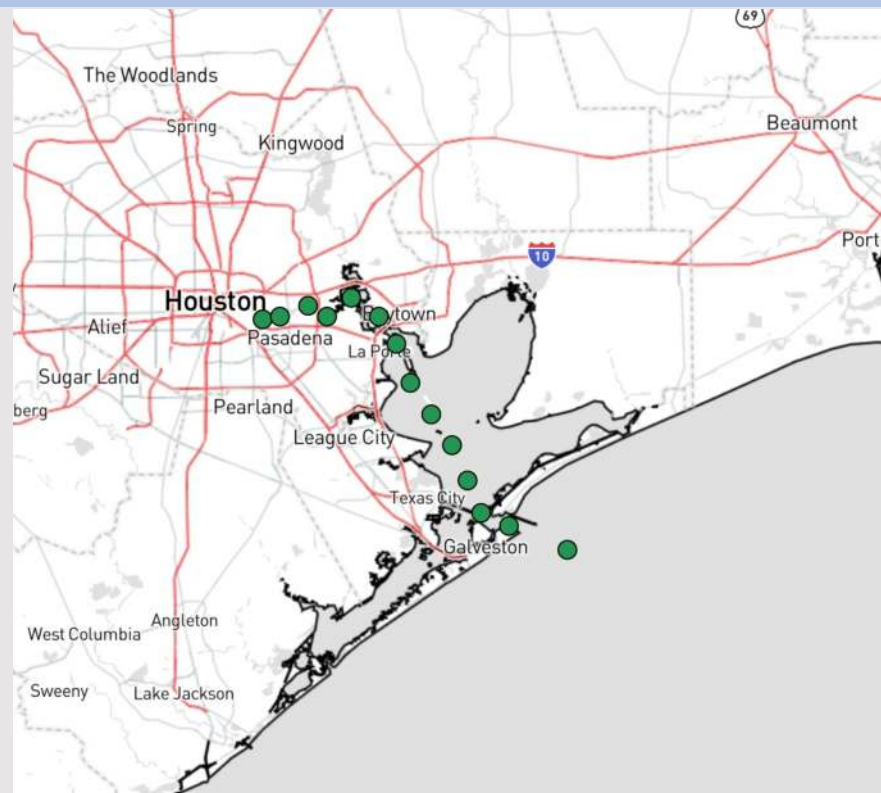 69
The Woodlands
Spring
Kingwood
Beaumont
Port
10
Houston
Baytown
Alief
Pasadena
La Porte
Sugar Land
berg
Pearland
League City
Texas City
Galveston
Angleton
West Columbia
Sweeny
Lake Jackson